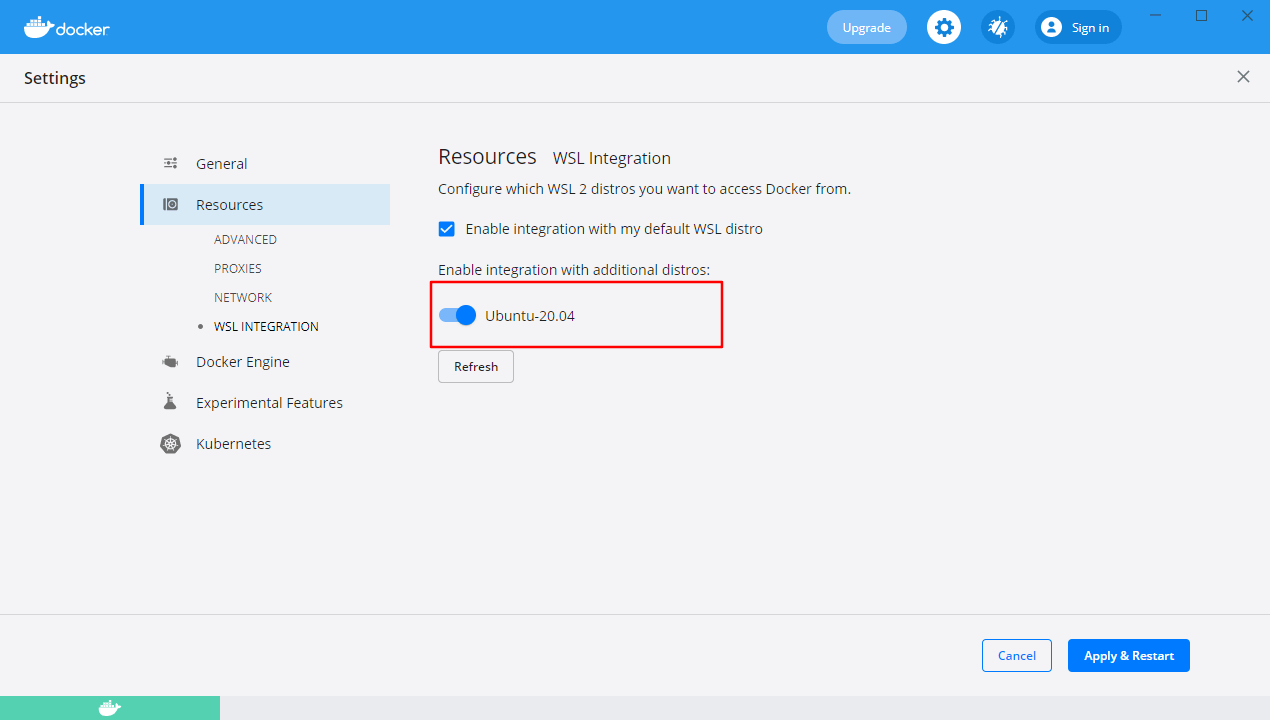 docker
Upgrade
Sign in
Settings
General
Resources
ADVANCED
PROXIES
NETWORK
WSL INTEGRATION
Docker Engine
Experimental Features
Kubernetes
Resources WSL Integration
Configure which WSL 2 distros you want to access Docker from.
Enable integration with my default WSL distro
Enable integration with additional distros:
Ubuntu-20.04
Refresh
Cancel
Apply & Restart